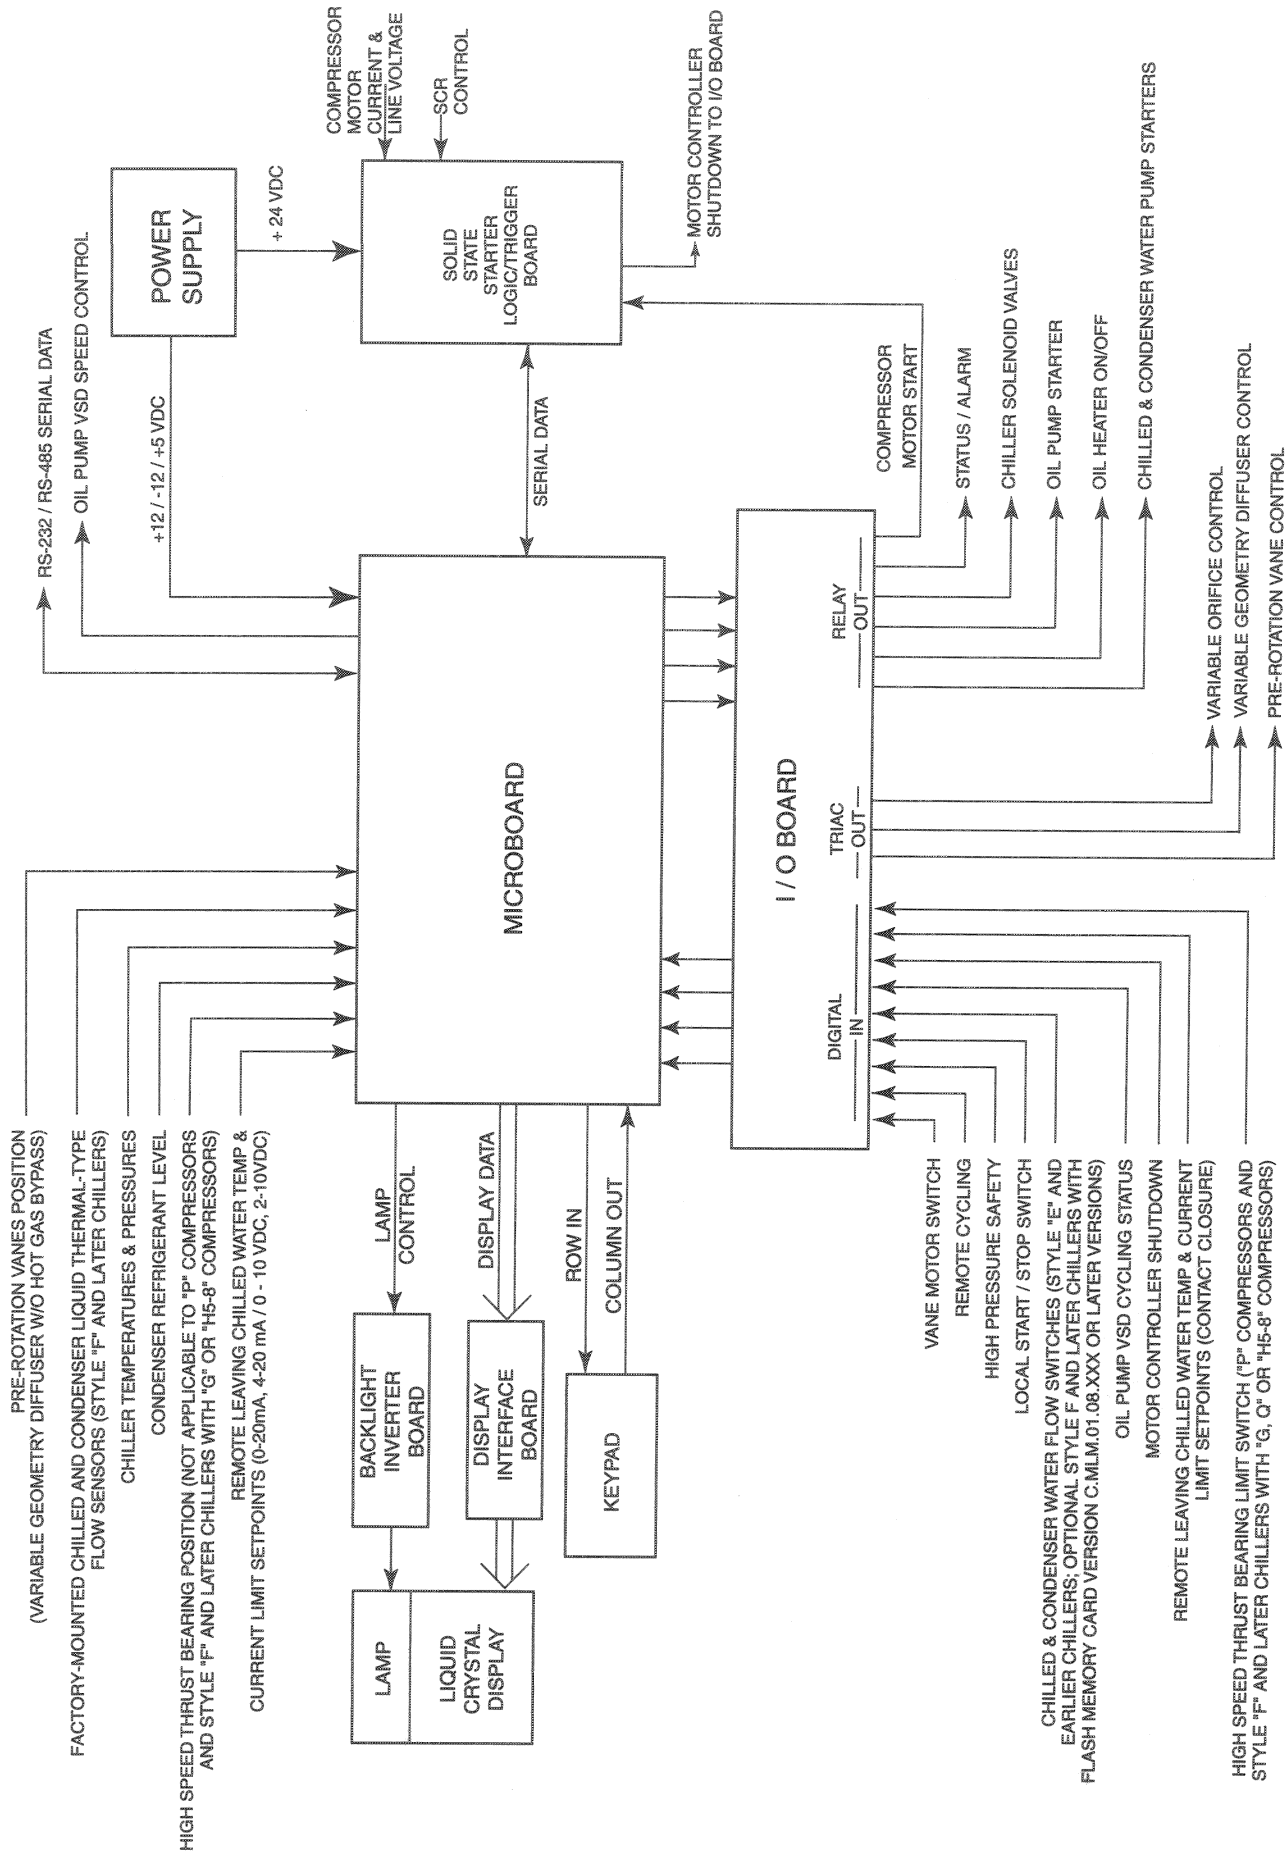 PRE-ROTATION VANES POSITION
(VARIABLE GEOMETRY DIFFUSER W/O HOT GAS BYPASS)
FACTORY-MOUNTED CHILLED AND CONDENSER LIQUID THERMAL-TYPE
FLOW SENSORS (STYLE "F" AND LATER CHILLERS)
CHILLER TEMPERATURES & PRESSURES
CONDENSER REFRIGERANT LEVEL
HIGH SPEED THRUST BEARING POSITION (NOT APPLICABLE TO "P" COMPRESSORS
AND STYLE "F" AND LATER CHILLERS WITH "G" OR "H5-8" COMPRESSORS)
REMOTE LEAVING CHILLED WATER TEMP &
CURRENT LIMIT SETPOINTS (0-20mA, 4-20 mA / 0 - 10 VDC, 2-10VDC)
RS-232 / RS-485 SERIAL DATA
OIL PUMP VSD SPEED CONTROL
+12 / -12 / +5 VDC
POWER
SUPPLY
+ 24 VDC
COMPRESSOR
MOTOR
CURRENT &
LINE VOLTAGE
SCR
CONTROL
SOLID
STATE
STARTER
LOGIC/TRIGGER
BOARD
MOTOR CONTROLLER
SHUTDOWN TO I/O BOARD
SERIAL DATA
MICROBOARD
LAMP
CONTROL
DISPLAY DATA
ROW IN
COLUMN OUT
BACKLIGHT
INVERTER
BOARD
DISPLAY
INTERFACE
BOARD
KEYPAD
LAMP
LIQUID
CRYSTAL
DISPLAY
I / O BOARD
DIGITAL
IN
TRIAC
OUT
RELAY
OUT
COMPRESSOR
MOTOR START
STATUS / ALARM
CHILLER SOLENOID VALVES
OIL PUMP STARTER
OIL HEATER ON/OFF
CHILLED & CONDENSER WATER PUMP STARTERS
VARIABLE ORIFICE CONTROL
VARIABLE GEOMETRY DIFFUSER CONTROL
PRE-ROTATION VANE CONTROL
VANE MOTOR SWITCH
REMOTE CYCLING
HIGH PRESSURE SAFETY
LOCAL START / STOP SWITCH
CHILLED & CONDENSER WATER FLOW SWITCHES (STYLE "E" AND
EARLIER CHILLERS; OPTIONAL STYLE F AND LATER CHILLERS WITH
FLASH MEMORY CARD VERSION C.MLM.01.08.XXX OR LATER VERSIONS)
OIL PUMP VSD CYCLING STATUS
MOTOR CONTROLLER SHUTDOWN
REMOTE LEAVING CHILLED WATER TEMP & CURRENT
LIMIT SETPOINTS (CONTACT CLOSURE)
HIGH SPEED THRUST BEARING LIMIT SWITCH ("P" COMPRESSORS AND
STYLE "F" AND LATER CHILLERS WITH "G, Q" OR "H5-8" COMPRESSORS)